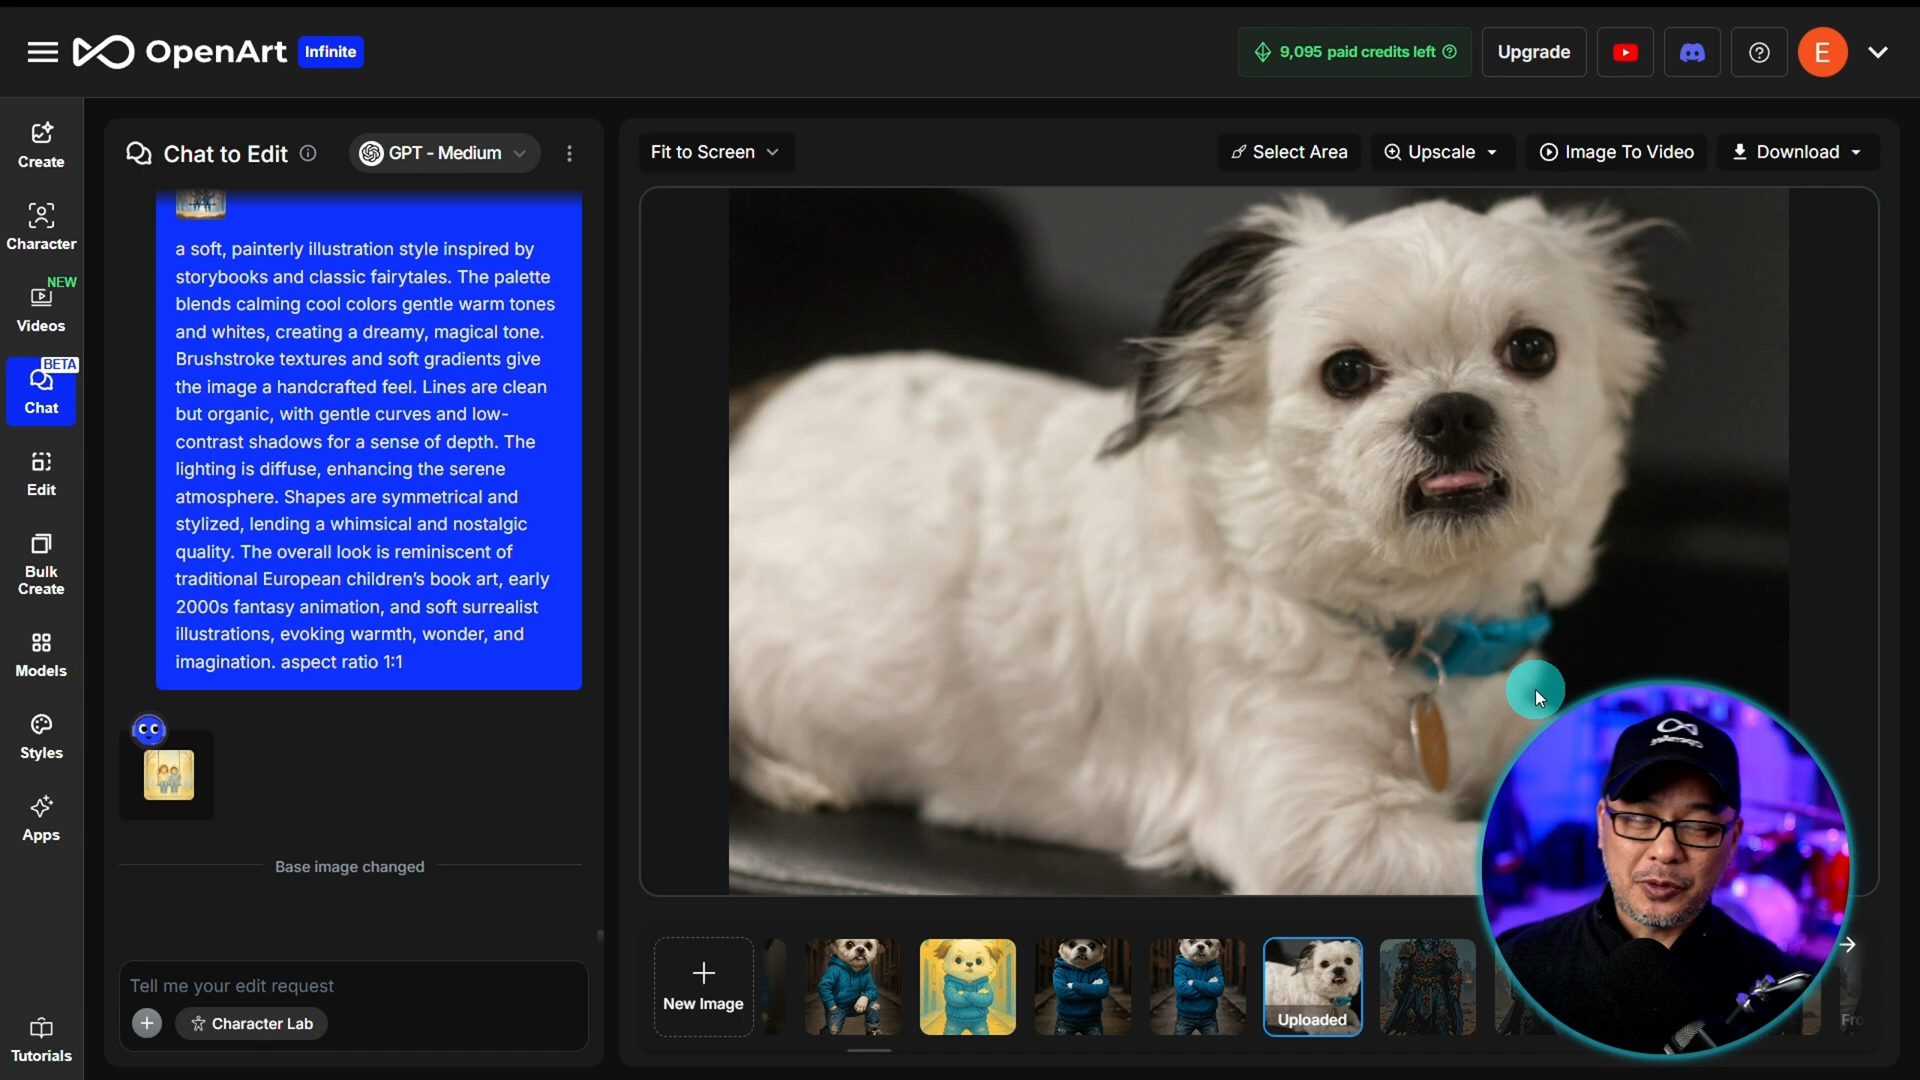 OpenArt
Infinite
9,095 paid credits left
Upgrade
E
Create
Character
NEW
Videos
BETA
Chat
Edit
Bulk
Create
Models
Styles
Apps
Tutorials
Chat to Edit
GPT - Medium
a soft, painterly illustration style inspired by
storybooks and classic fairytales. The palette
blends calming cool colors gentle warm tones
and whites, creating a dreamy, magical tone.
Brushstroke textures and soft gradients give
the image a handcrafted feel. Lines are clean
but organic, with gentle curves and low-
contrast shadows for a sense of depth. The
lighting is diffuse, enhancing the serene
atmosphere. Shapes are symmetrical and
stylized, lending a whimsical and nostalgic
quality. The overall look is reminiscent of
traditional European children's book art, early
2000s fantasy animation, and soft surrealist
illustrations, evoking warmth, wonder, and
imagination. aspect ratio 1:1
Base image changed
Tell me your edit request
Character Lab
Fit to Screen
Select Area
Upscale
Image To Video
Download
New Image
Uploaded
Fro